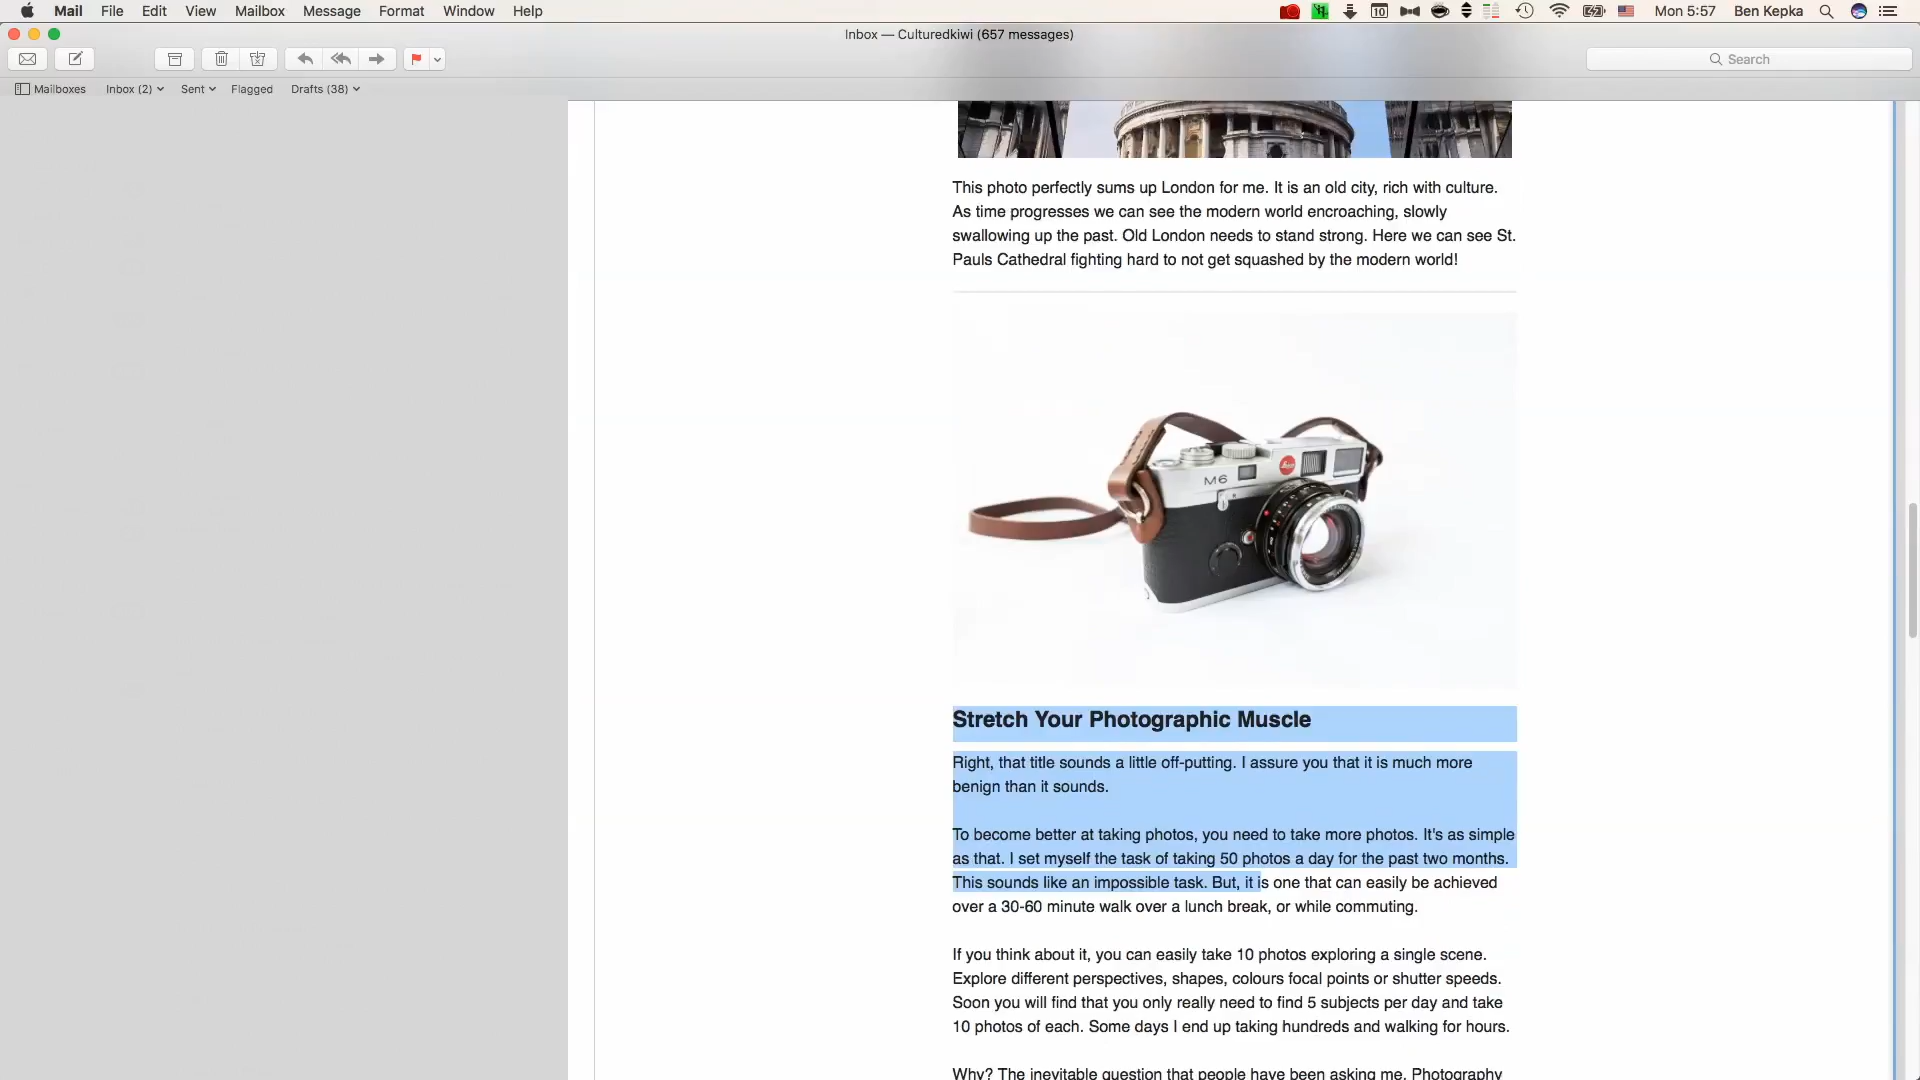 Mail File Edit View Mailbox Message Format Window Help 10 Mon 5:57 Ben Kepka
Inbox — Culturedkiwi (657 messages)
Search
Mailboxes Inbox (2) Sent Flagged Drafts (38)
This photo perfectly sums up London for me. It is an old city, rich with culture.
As time progresses we can see the modern world encroaching, slowly
swallowing up the past. Old London needs to stand strong. Here we can see St.
Pauls Cathedral fighting hard to not get squashed by the modern world!
M6
Leica
Stretch Your Photographic Muscle
Right, that title sounds a little off-putting. I assure you that it is much more
benign than it sounds.
To become better at taking photos, you need to take more photos. It's as simple
as that. I set myself the task of taking 50 photos a day for the past two months.
This sounds like an impossible task. But, it is one that can easily be achieved
over a 30-60 minute walk over a lunch break, or while commuting.
If you think about it, you can easily take 10 photos exploring a single scene.
Explore different perspectives, shapes, colours focal points or shutter speeds.
Soon you will find that you only really need to find 5 subjects per day and take
10 photos of each. Some days I end up taking hundreds and walking for hours.
Why? The inevitable question that people have been asking me. Photography